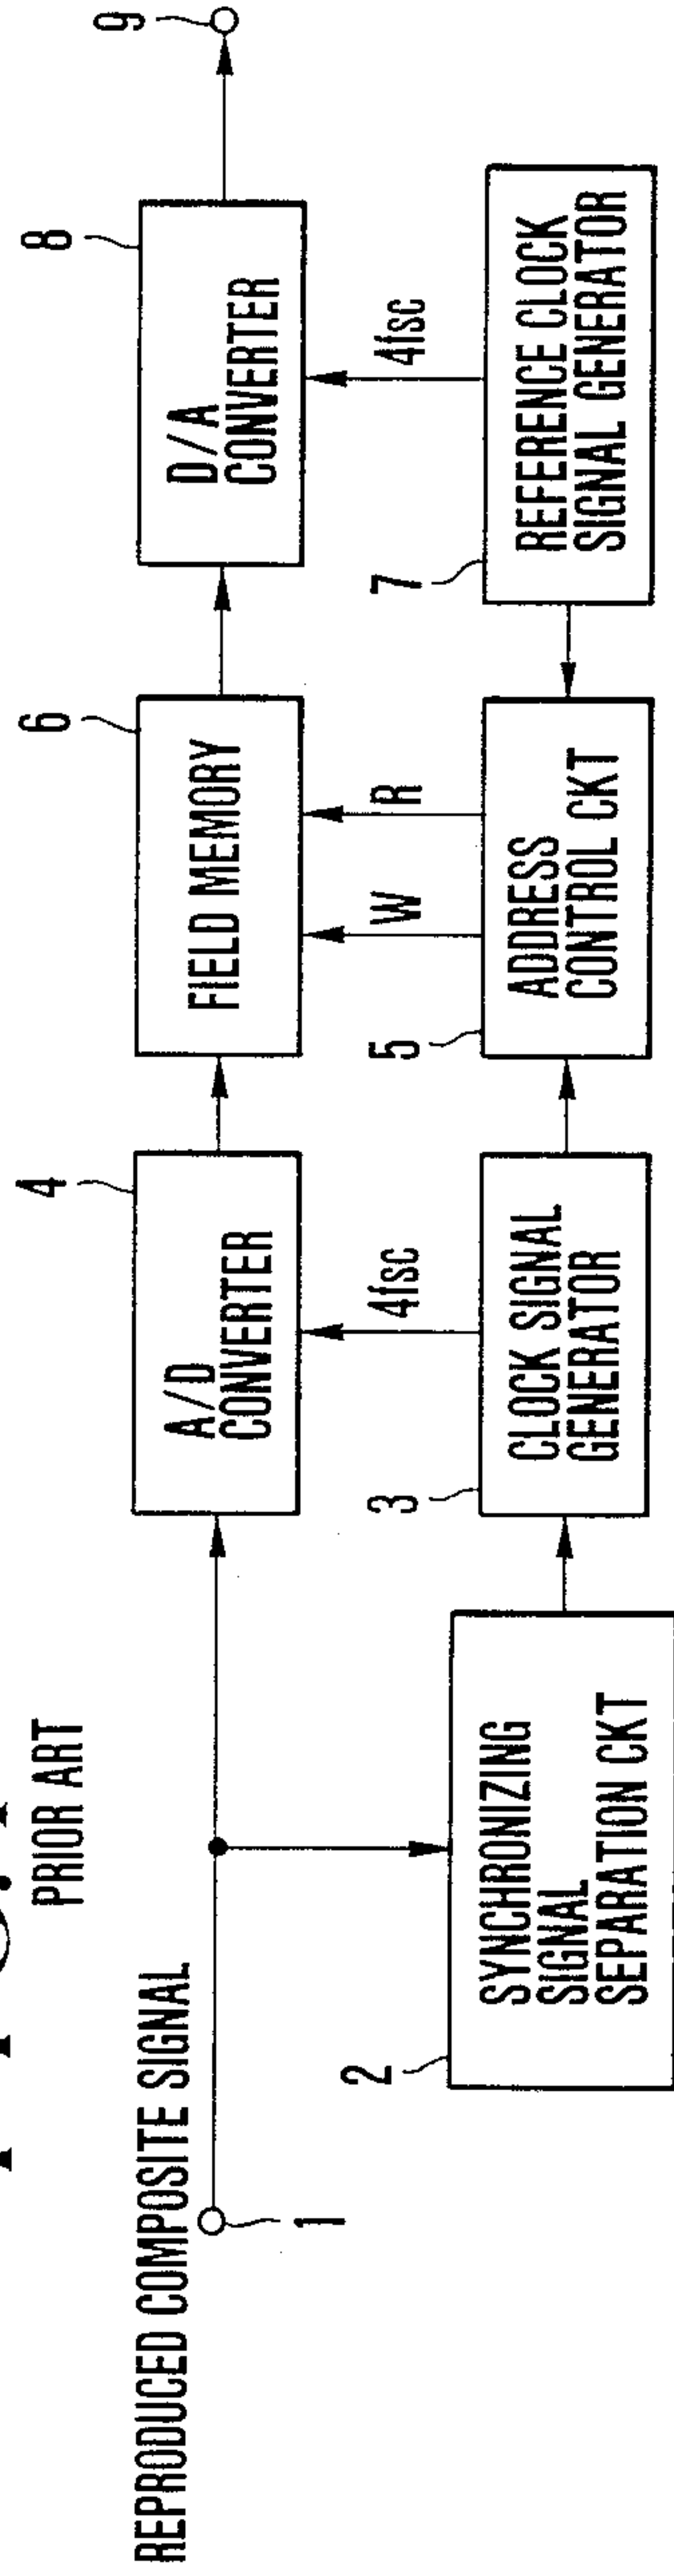 PRIOR ART
REPRODUCED COMPOSITE SIGNAL
1
2
SYNCHRONIZING
SIGNAL
SEPARATION CKT
3
CLOCK SIGNAL
GENERATOR
4fsc
4
A/D
CONVERTER
5
ADDRESS
CONTROL CKT
W
R
6
FIELD MEMORY
7
REFERENCE CLOCK
SIGNAL GENERATOR
4fsc
8
D/A
CONVERTER
9